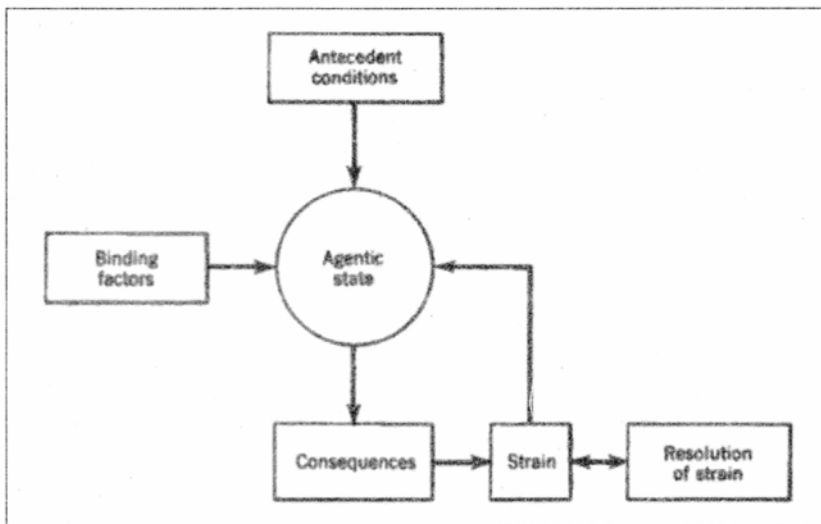 Antecedent
conditions
Binding
factors
Agentic
state
Consequences
Strain
Resolution
of strain